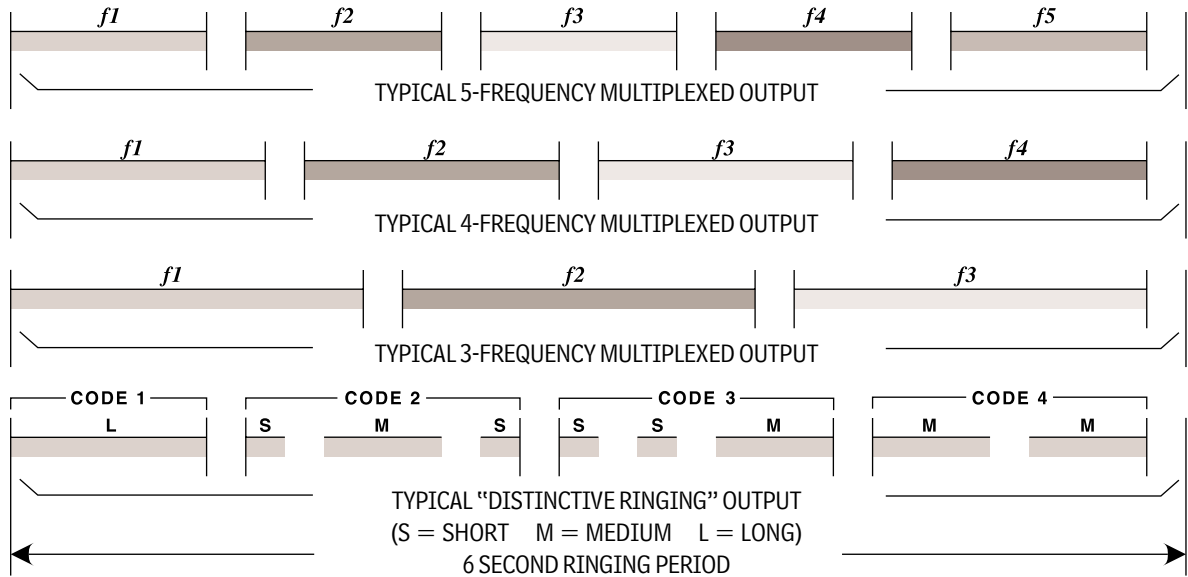 f1 f2 f3 f4 f5
TYPICAL 5-FREQUENCY MULTIPLEXED OUTPUT
f1 f2 f3 f4
TYPICAL 4-FREQUENCY MULTIPLEXED OUTPUT
f1 f2 f3
TYPICAL 3-FREQUENCY MULTIPLEXED OUTPUT
CODE 1 CODE 2 CODE 3 CODE 4
L S M S S S M M M
TYPICAL “DISTINCTIVE RINGING” OUTPUT
(S = SHORT M = MEDIUM L = LONG)
6 SECOND RINGING PERIOD